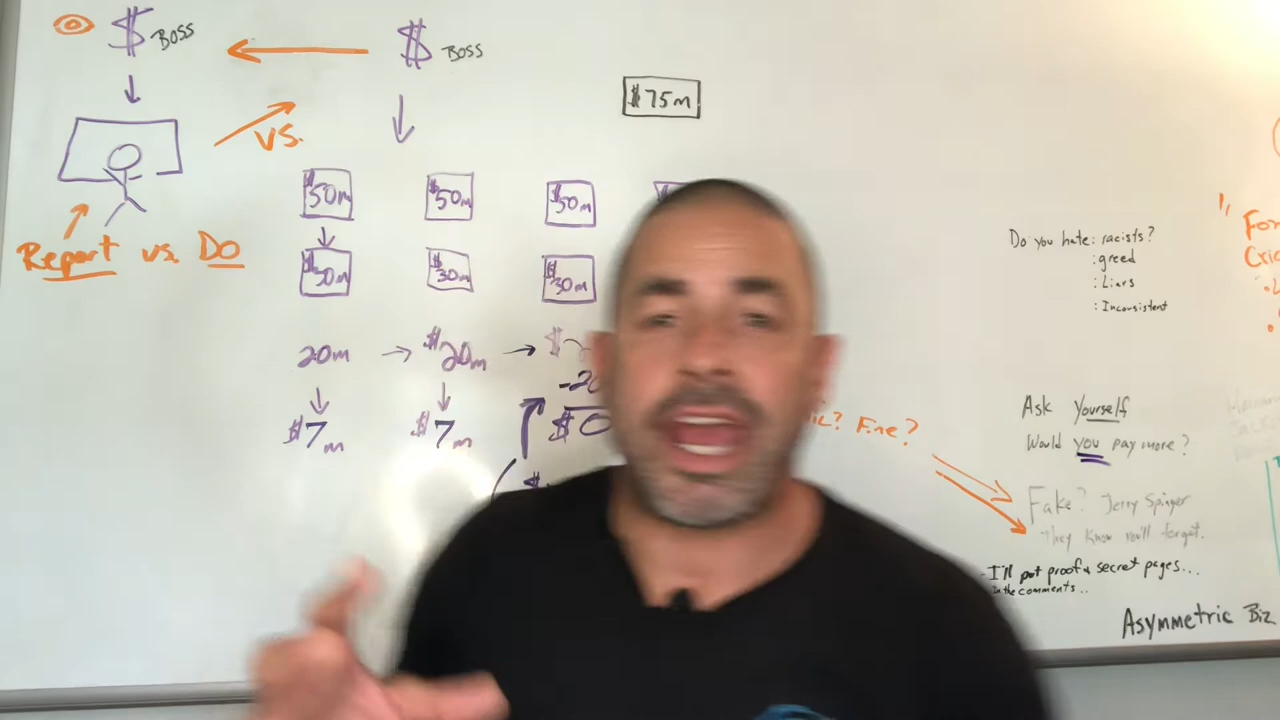 $ BOSS
$ BOSS
$75m
VS.
$50m
$50m
$50m
Report vs. Do
$30m
$30m
$30m
20m
$20m
-20
$7m
$7m
$0
Do you hate: racists?
: greed
: Liars
: Inconsistent
Fine?
Ask Yourself
Would you pay more?
Fake? Jerry Springer
They Know You'll forget.
-I'll put proof & secret pages...
In the comments..
Asymmetric Biz